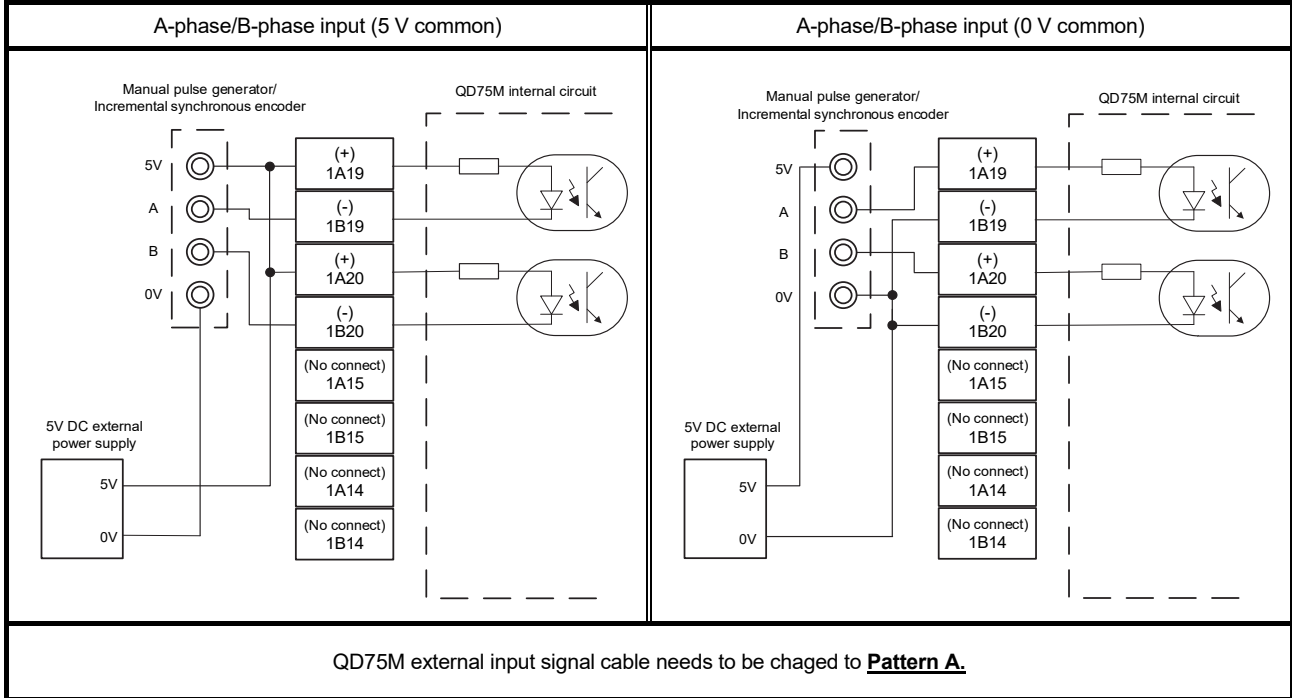 A-phase/B-phase input (5 V common)
A-phase/B-phase input (0 V common)
Manual pulse generator/
Incremental synchronous encoder
QD75M internal circuit
5V
A
B
0V
(+)
1A19
(-)
1B19
(+)
1A20
(-)
1B20
(No connect)
1A15
(No connect)
1B15
(No connect)
1A14
(No connect)
1B14
5V DC external
power supply
5V
0V
Manual pulse generator/
Incremental synchronous encoder
QD75M internal circuit
5V
A
B
0V
(+)
1A19
(-)
1B19
(+)
1A20
(-)
1B20
(No connect)
1A15
(No connect)
1B15
(No connect)
1A14
(No connect)
1B14
5V DC external
power supply
5V
0V
QD75M external input signal cable needs to be chaged to Pattern A.